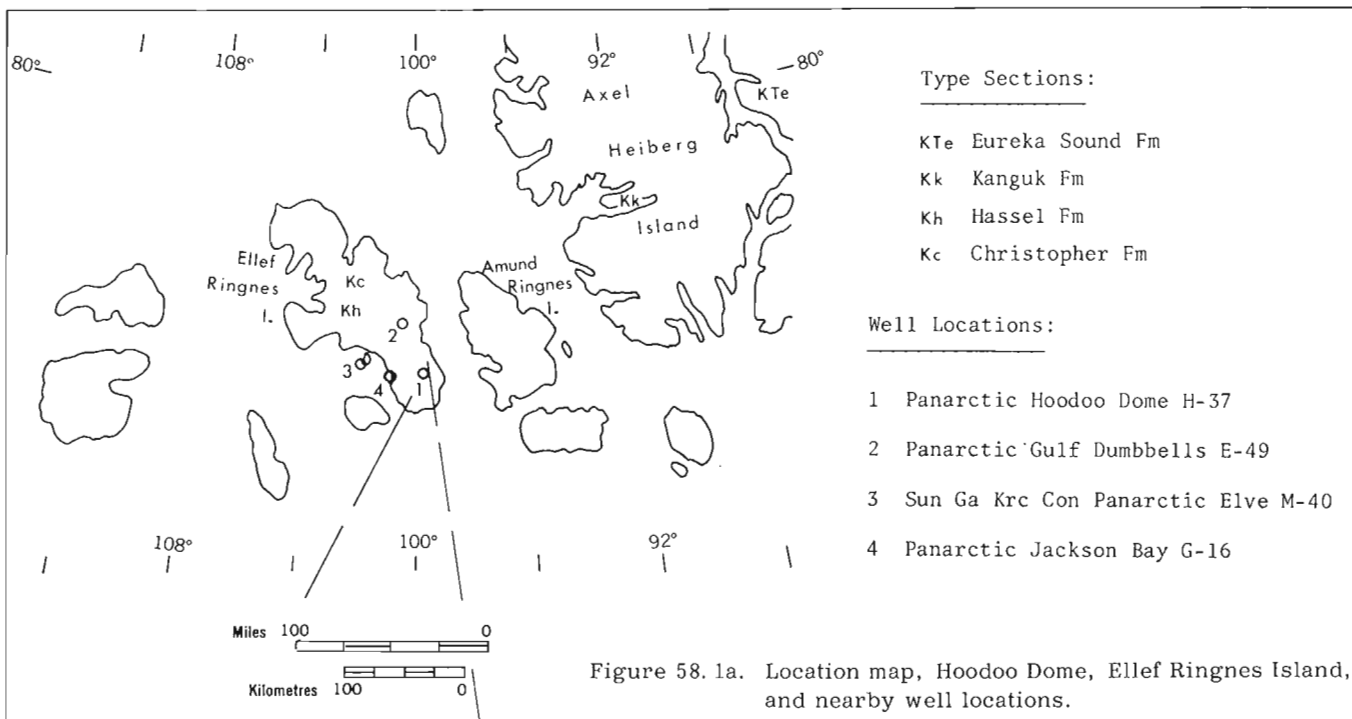 108° 100° 92°
80° 80°
Axel
KTe
Heiberg
Kk
Island
Ellef
Ringnes
I.
Kc
Kh
Amund
Ringnes
I.
2
3
4
1
108° 100° 92°
Miles 100 0
Kilometres 100 0
Type Sections:
KTe Eureka Sound Fm
Kk Kanguk Fm
Kh Hassel Fm
Kc Christopher Fm
Well Locations:
1 Panarctic Hoodoo Dome H-37
2 Panarctic Gulf Dumbbells E-49
3 Sun Ga Krc Con Panarctic Elve M-40
4 Panarctic Jackson Bay G-16
Figure 58.1a. Location map, Hoodoo Dome, Ellef Ringnes Island,
and nearby well locations.